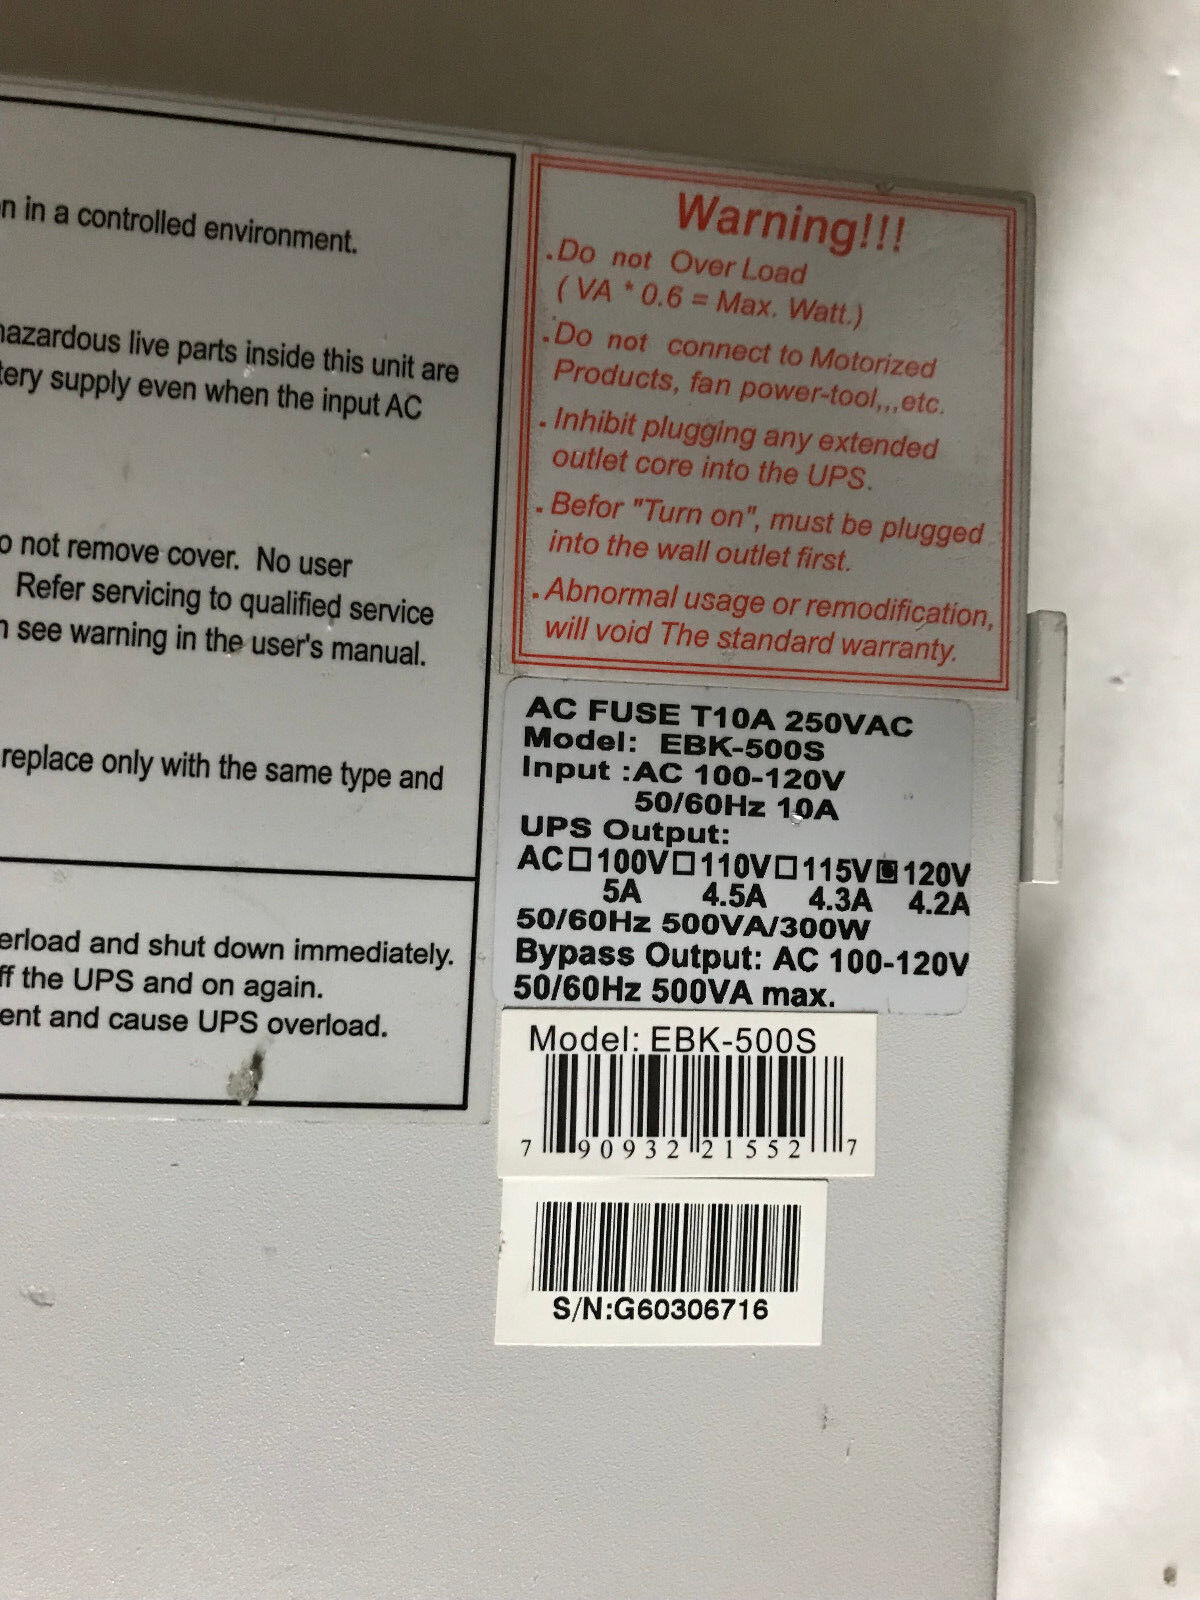 n in a controlled environment.
hazardous live parts inside this unit are
tery supply even when the input AC
o not remove cover. No user
Refer servicing to qualified service
n see warning in the user's manual.
replace only with the same type and
erload and shut down immediately.
ff the UPS and on again.
ent and cause UPS overload.
Warning!!!
.Do not Over Load
( VA * 0.6 = Max. Watt.)
.Do not connect to Motorized
Products, fan power-tool,,,etc.
. Inhibit plugging any extended
outlet core into the UPS.
. Befor "Turn on", must be plugged
into the wall outlet first.
. Abnormal usage or remodification,
will void The standard warranty.
AC FUSE T10A 250VAC
Model: EBK-500S
Input :AC 100-120V
50/60Hz 10A
UPS Output:
AC□100V□110V□115V▣120V
5A 4.5A 4.3A 4.2A
50/60Hz 500VA/300W
Bypass Output: AC 100-120V
50/60Hz 500VA max.
Model: EBK-500S
7 90932 21552 7
S/N:G60306716